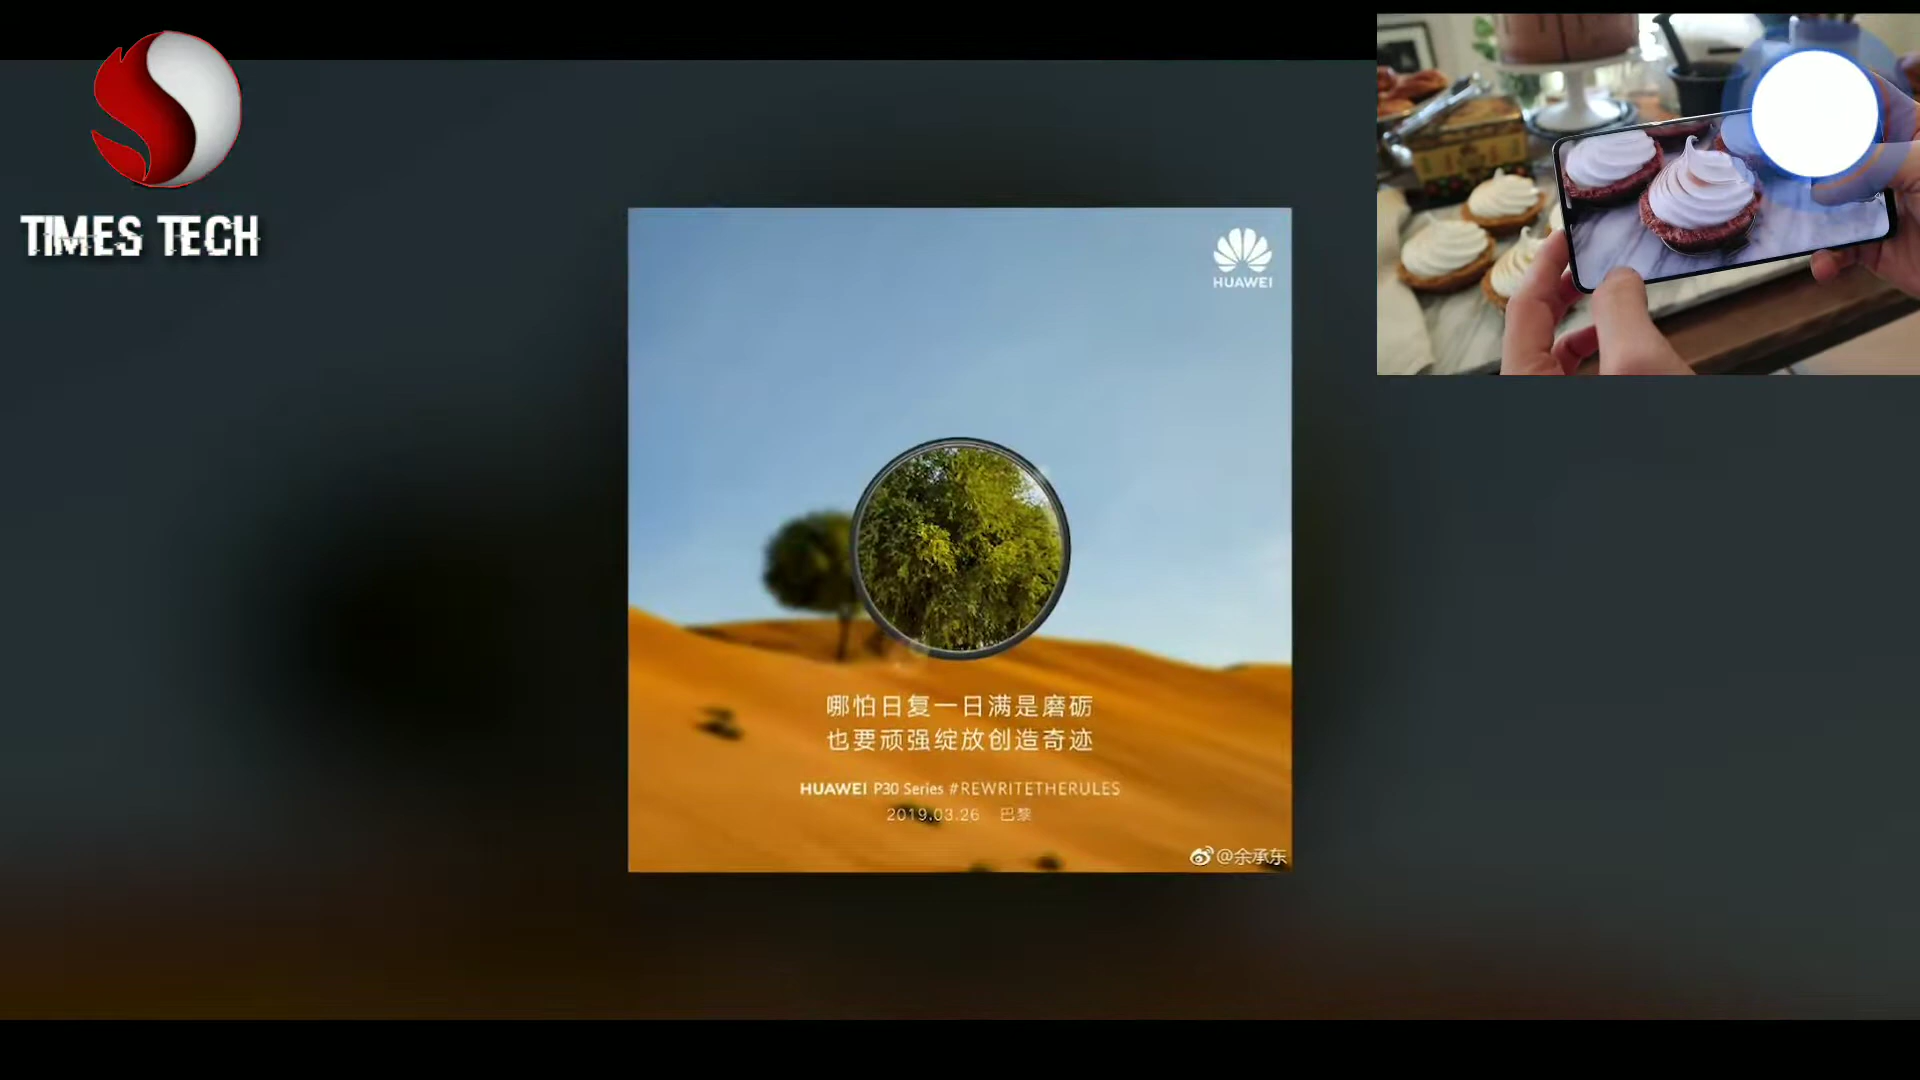 TIMES TECH
HUAWEI
哪怕日复一日满是磨砺
也要顽强绽放创造奇迹
HUAWEI P30 Series #REWRITETHERULES
2019.03.26 巴黎
@余承东